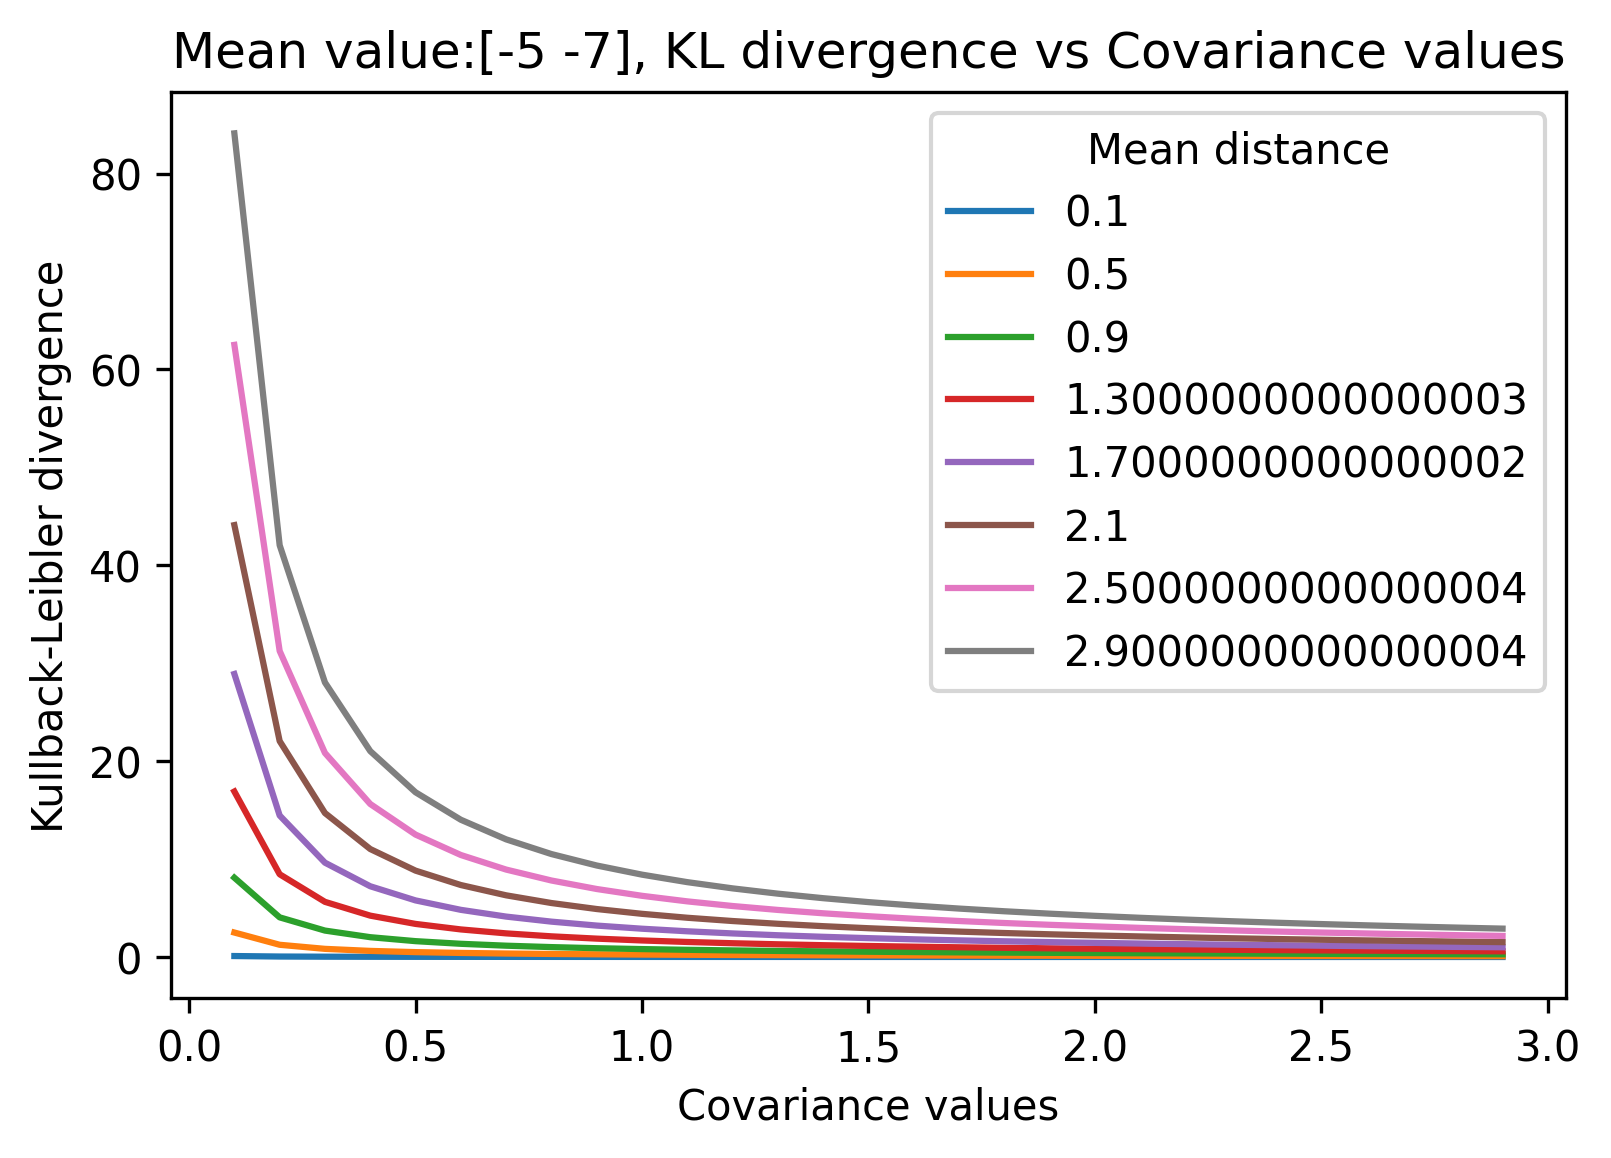 Mean value:[-5 -7], KL divergence vs Covariance values
Kullback-Leibler divergence
80
60
40
20
0
Mean distance
0.1
0.5
0.9
1.3000000000000003
1.7000000000000002
2.1
2.5000000000000004
2.9000000000000004
0.0 0.5 1.0 1.5 2.0 2.5 3.0
Covariance values